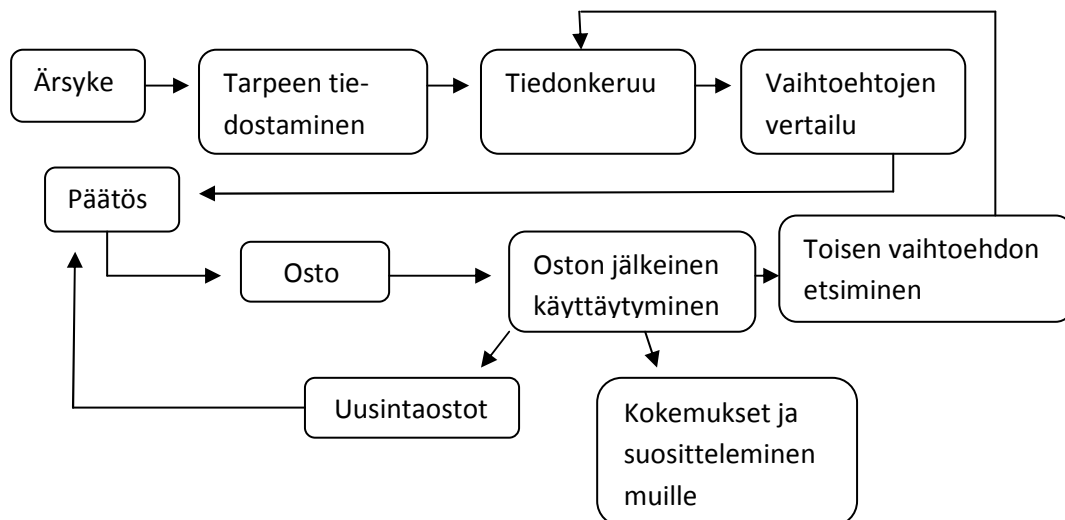 Ärsyke
Tarpeen tie-
dostaminen
Tiedonkeruu
Vaihtoehtojen
vertailu
Päätös
Osto
Oston jälkeinen
käyttäytyminen
Toisen vaihtoehdon
etsiminen
Uusintaostot
Kokemukset ja
suositteleminen
muille